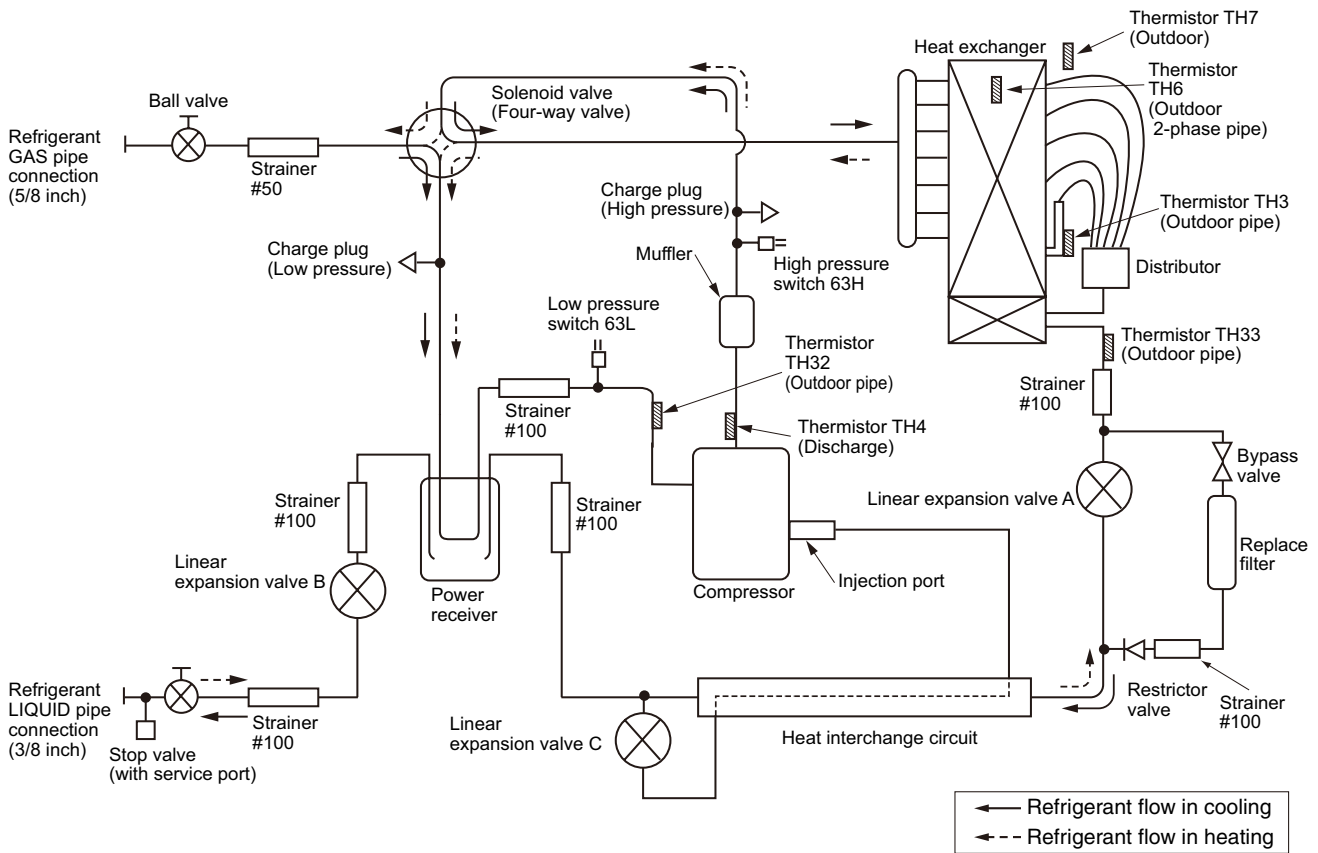 Thermistor TH7
(Outdoor)
Heat exchanger
Thermistor
TH6
(Outdoor
2-phase pipe)
Ball valve
Solenoid valve
(Four-way valve)
Refrigerant
GAS pipe
connection
(5/8 inch)
Strainer
#50
Charge plug
(High pressure)
Thermistor TH3
(Outdoor pipe)
Charge plug
(Low pressure)
Muffler
High pressure
switch 63H
Distributor
Low pressure
switch 63L
Thermistor
TH32
(Outdoor pipe)
Thermistor TH33
(Outdoor pipe)
Strainer
#100
Strainer
#100
Thermistor TH4
(Discharge)
Bypass
valve
Linear expansion valve A
Strainer
#100
Strainer
#100
Replace
filter
Linear
expansion valve B
Injection port
Power
receiver
Compressor
Refrigerant
LIQUID pipe
connection
(3/8 inch)
Strainer
#100
Restrictor
valve
Strainer
#100
Linear
expansion valve C
Heat interchange circuit
Stop valve
(with service port)
Refrigerant flow in cooling
Refrigerant flow in heating